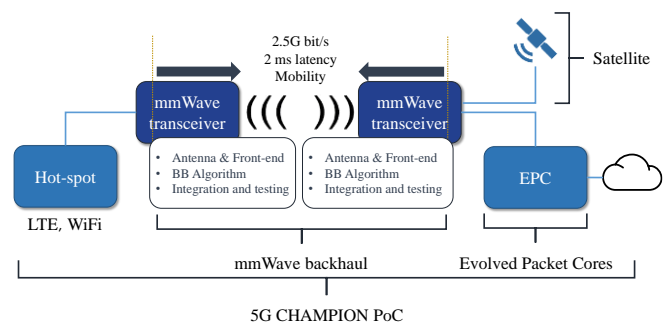 2.5G bit/s
2 ms latency
Mobility
Satellite
mmWave
transceiver
mmWave
transceiver
• Antenna & Front-end
• BB Algorithm
• Integration and testing
• Antenna & Front-end
• BB Algorithm
• Integration and testing
Hot-spot
EPC
LTE, WiFi
mmWave backhaul
Evolved Packet Cores
5G CHAMPION PoC